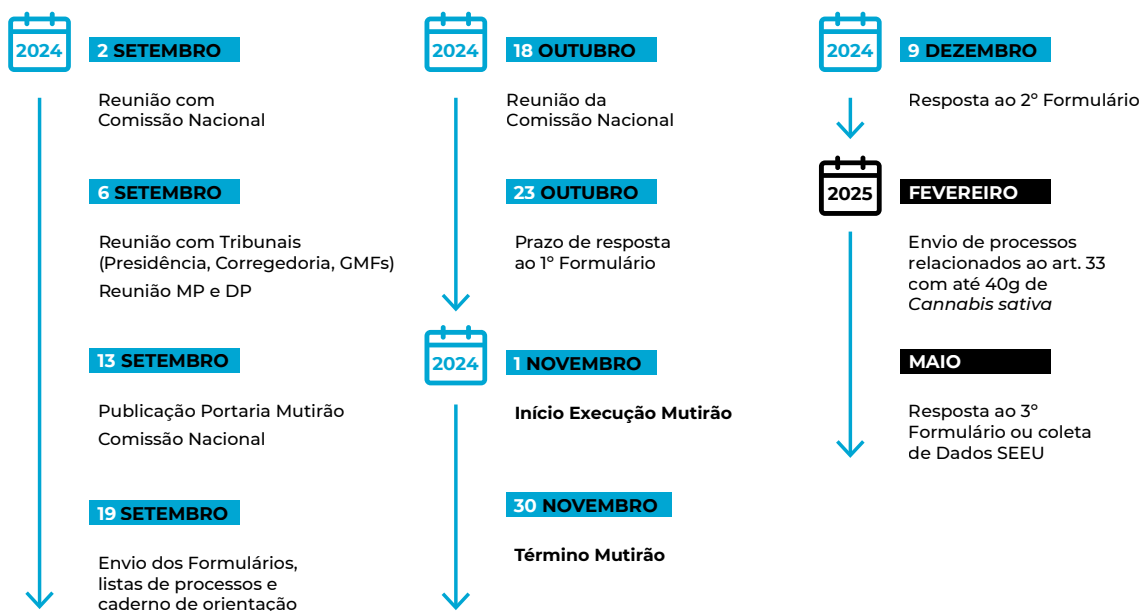 2024
2 SETEMBRO
Reunião com
Comissão Nacional
6 SETEMBRO
Reunião com Tribunais
(Presidência, Corregedoria, GMFs)
Reunião MP e DP
13 SETEMBRO
Publicação Portaria Mutirão
Comissão Nacional
19 SETEMBRO
Envio dos Formulários,
listas de processos e
caderno de orientação
2024
18 OUTUBRO
Reunião da
Comissão Nacional
23 OUTUBRO
Prazo de resposta
ao 1º Formulário
2024
1 NOVEMBRO
Início Execução Mutirão
30 NOVEMBRO
Término Mutirão
2024
9 DEZEMBRO
Resposta ao 2º Formulário
2025
FEVEREIRO
Envio de processos
relacionados ao art. 33
com até 40g de
Cannabis sativa
MAIO
Resposta ao 3º
Formulário ou coleta
de Dados SEEU